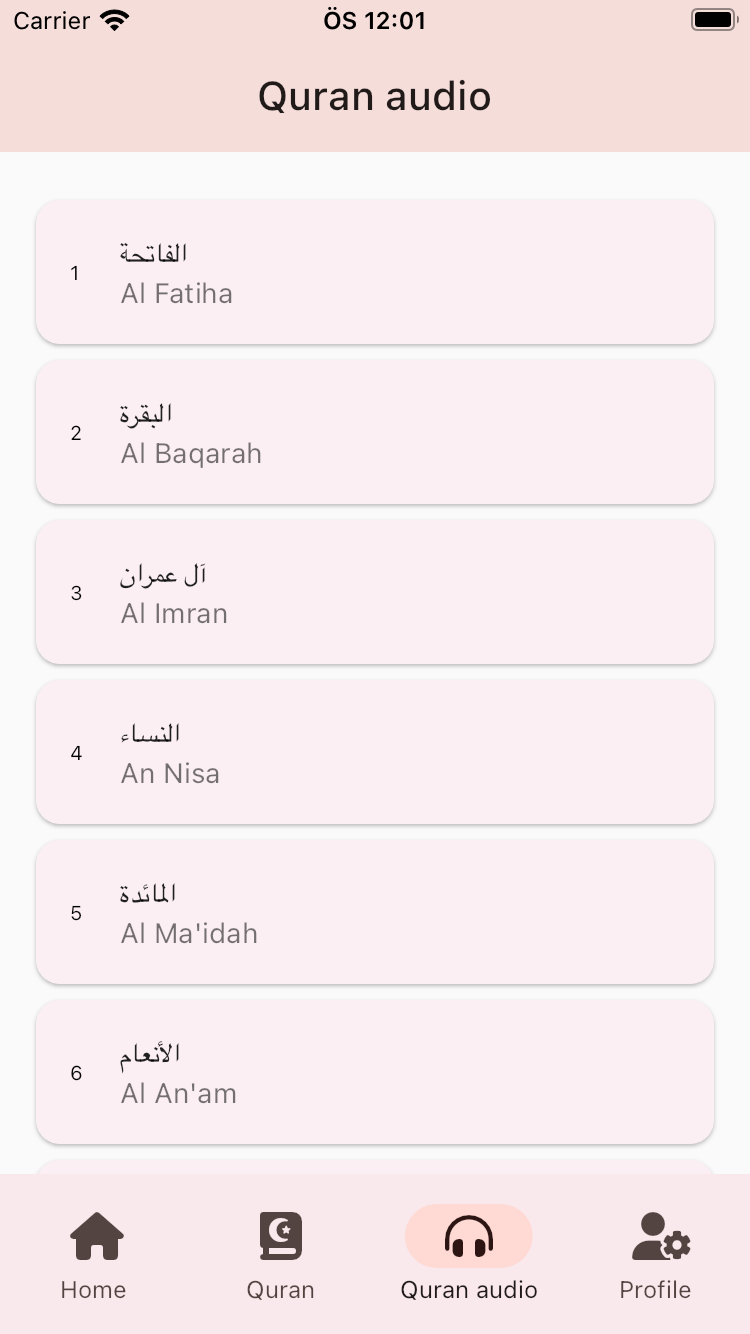 Carrier ÖS 12:01
Quran audio
1
الفاتحة
Al Fatiha
2
البقرة
Al Baqarah
3
آل عمران
Al Imran
4
النساء
An Nisa
5
المائدة
Al Ma'idah
6
الأنعام
Al An'am
Home Quran Quran audio Profile